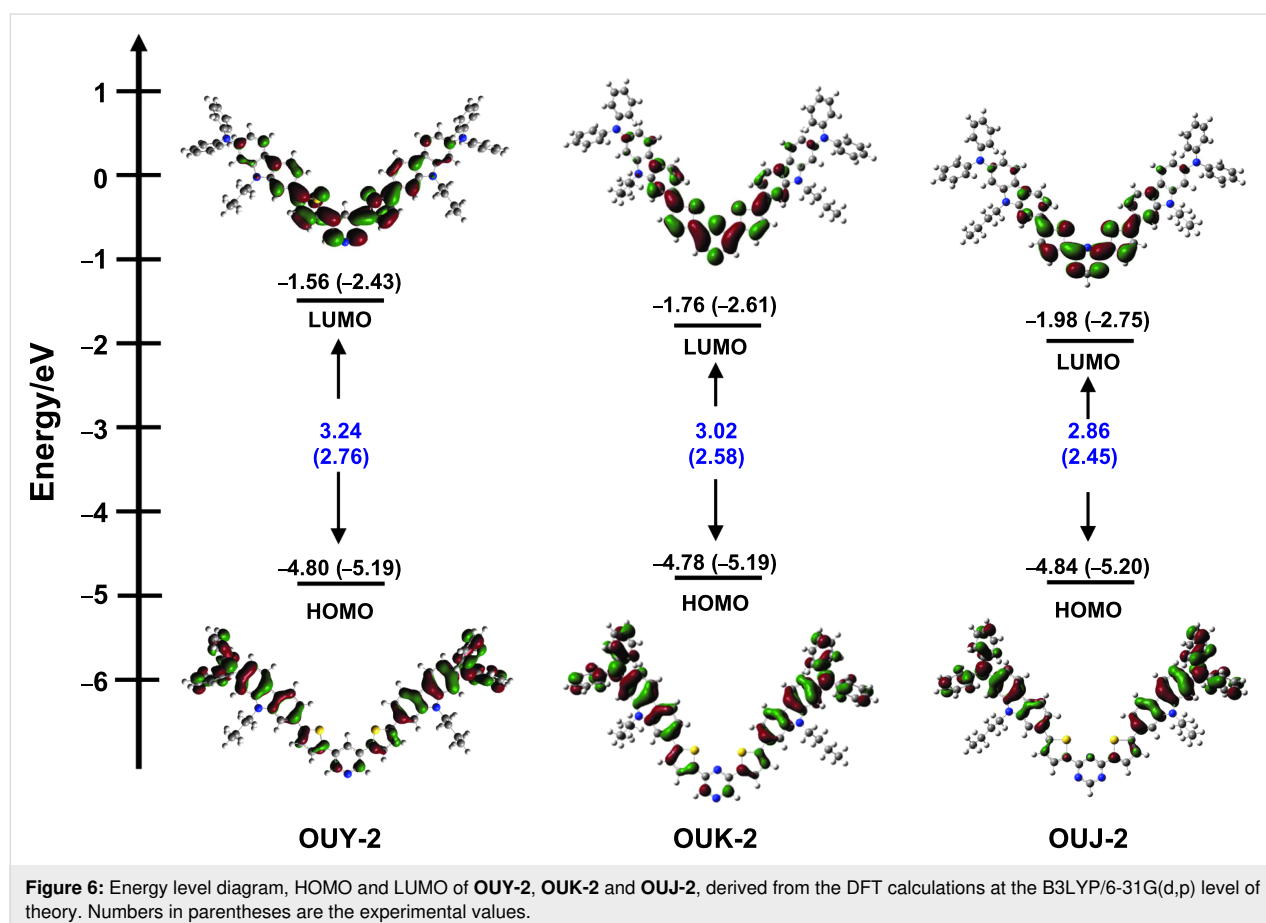 Energy/eV
1
0
−1
−2
−3
−4
−5
−6
−1.56 (−2.43)
LUMO
3.24
(2.76)
−4.80 (−5.19)
HOMO
OUY-2
−1.76 (−2.61)
LUMO
3.02
(2.58)
−4.78 (−5.19)
HOMO
OUK-2
−1.98 (−2.75)
LUMO
2.86
(2.45)
−4.84 (−5.20)
HOMO
OUJ-2
Figure 6: Energy level diagram, HOMO and LUMO of OUY-2, OUK-2 and OUJ-2, derived from the DFT calculations at the B3LYP/6-31G(d,p) level of
theory. Numbers in parentheses are the experimental values.